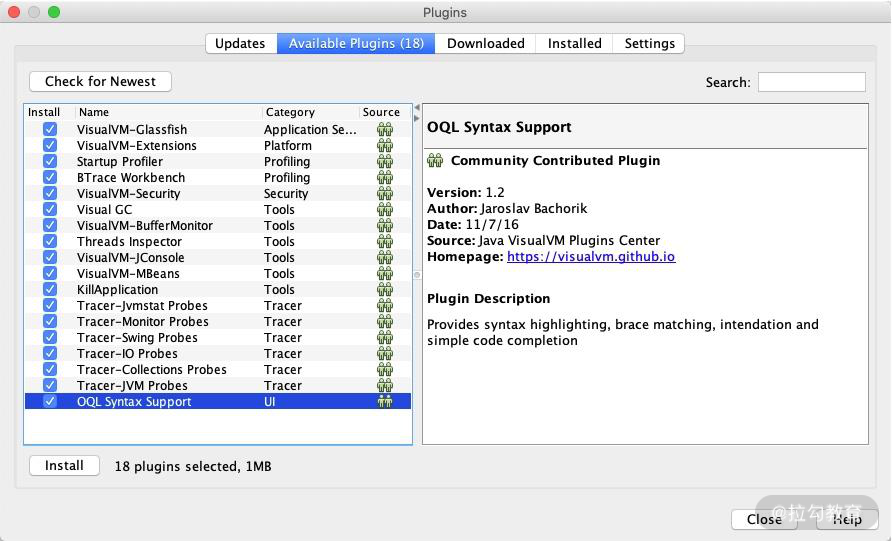 Plugins
Updates Available Plugins (18) Downloaded Installed Settings
Check for Newest Search:
Install Name Category Source
VisualVM-Glassfish Application Se...
VisualVM-Extensions Platform
Startup Profiler Profiling
BTrace Workbench Profiling
VisualVM-Security Security
Visual GC Tools
VisualVM-BufferMonitor Tools
Threads Inspector Tools
VisualVM-JConsole Tools
VisualVM-MBeans Tools
KillApplication Tools
Tracer-Jvmstat Probes Tracer
Tracer-Monitor Probes Tracer
Tracer-Swing Probes Tracer
Tracer-IO Probes Tracer
Tracer-Collections Probes Tracer
Tracer-JVM Probes Tracer
OQL Syntax Support UI
OQL Syntax Support
Community Contributed Plugin
Version: 1.2
Author: Jaroslav Bachorik
Date: 11/7/16
Source: Java VisualVM Plugins Center
Homepage: https://visualvm.github.io
Plugin Description
Provides syntax highlighting, brace matching, intendation and
simple code completion
Install 18 plugins selected, 1MB
Close Help
@拉勾教育